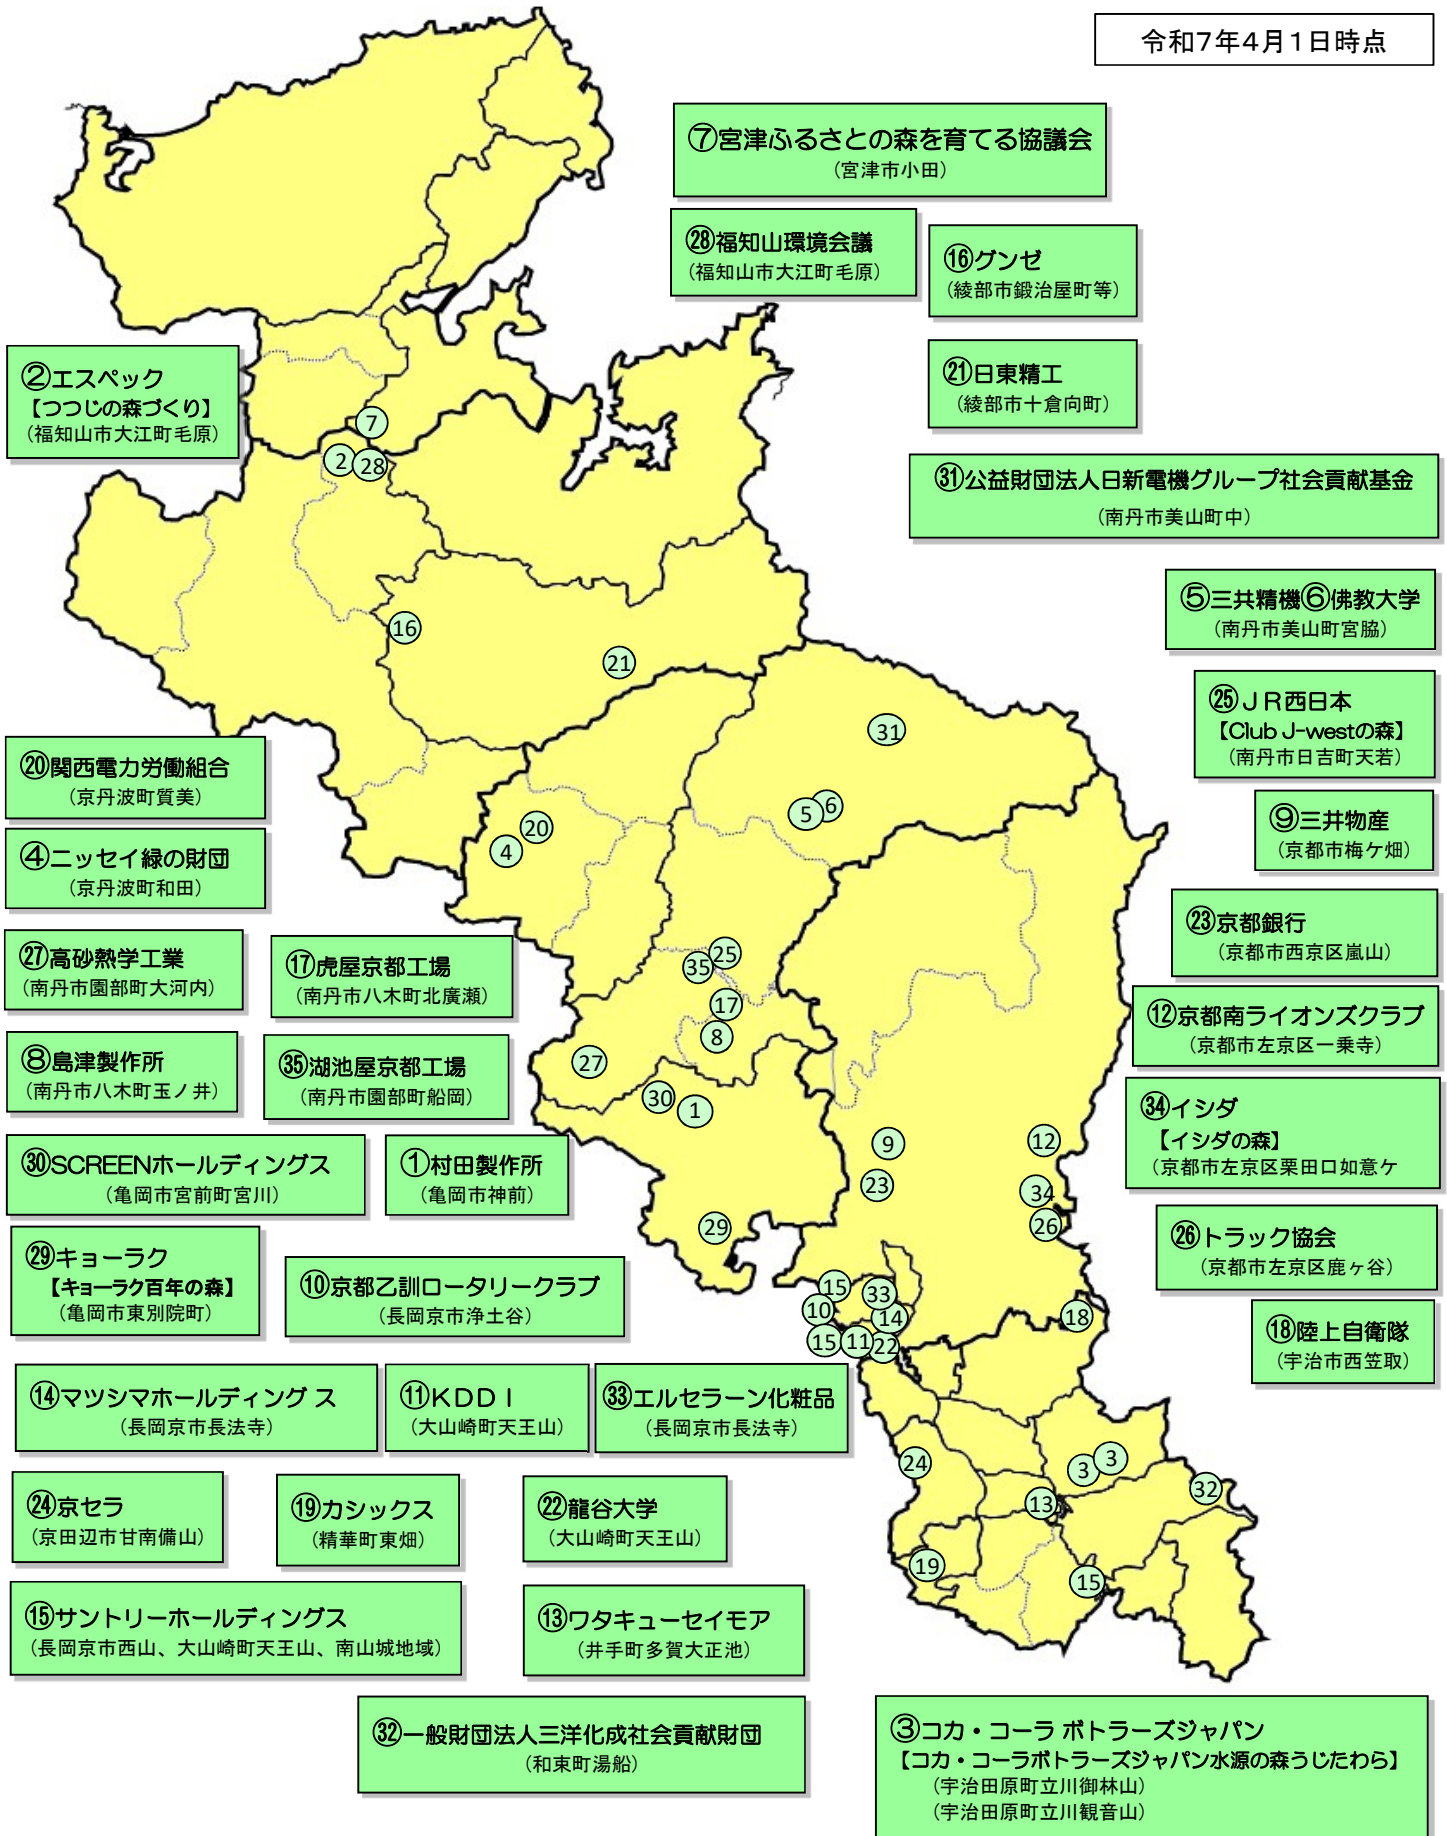 令和7年4月1日時点
⑦宮津ふるさとの森を育てる協議会
（宮津市小田）
㉘福知山環境会議
（福知山市大江町毛原）
⑯グンゼ
（綾部市鍛治屋町等）
②エスペック
【つつじの森づくり】
（福知山市大江町毛原）
㉑日東精工
（綾部市十倉向町）
㉛公益財団法人日新電機グループ社会貢献基金
（南丹市美山町中）
⑤三共精機⑥佛教大学
（南丹市美山町宮脇）
㉕ＪＲ西日本
【Club J-westの森】
（南丹市日吉町天若）
⑳関西電力労働組合
（京丹波町質美）
⑨三井物産
（京都市梅ケ畑）
④ニッセイ緑の財団
（京丹波町和田）
㉓京都銀行
（京都市西京区嵐山）
㉗高砂熱学工業
（南丹市園部町大河内）
⑰虎屋京都工場
（南丹市八木町北廣瀬）
⑫京都南ライオンズクラブ
（京都市左京区一乗寺）
⑧島津製作所
（南丹市八木町玉ノ井）
㉟湖池屋京都工場
（南丹市園部町船岡）
㉞イシダ
【イシダの森】
（京都市左京区粟田口如意ケ
㉚SCREENホールディングス
（亀岡市宮前町宮川）
①村田製作所
（亀岡市神前）
㉖トラック協会
（京都市左京区鹿ヶ谷）
㉙キョーラク
【キョーラク百年の森】
（亀岡市東別院町）
⑩京都乙訓ロータリークラブ
（長岡京市浄土谷）
⑱陸上自衛隊
（宇治市西笠取）
⑭マツシマホールディング ス
（長岡京市長法寺）
⑪ＫＤＤＩ
（大山崎町天王山）
㉝エルセラーン化粧品
（長岡京市長法寺）
㉔京セラ
（京田辺市甘南備山）
⑲カシックス
（精華町東畑）
㉒龍谷大学
（大山崎町天王山）
⑮サントリーホールディングス
（長岡京市西山、大山崎町天王山、南山城地域）
⑬ワタキューセイモア
（井手町多賀大正池）
㉜一般財団法人三洋化成社会貢献財団
（和束町湯船）
③コカ・コーラ ボトラーズジャパン
【コカ・コーラボトラーズジャパン水源の森うじたわら】
（宇治田原町立川御林山）
（宇治田原町立川観音山）
7
2
28
16
21
31
5
6
20
4
25
35
17
8
27
30
1
9
12
23
34
26
29
15
33
10
14
18
15
11
22
24
3
3
32
13
19
15